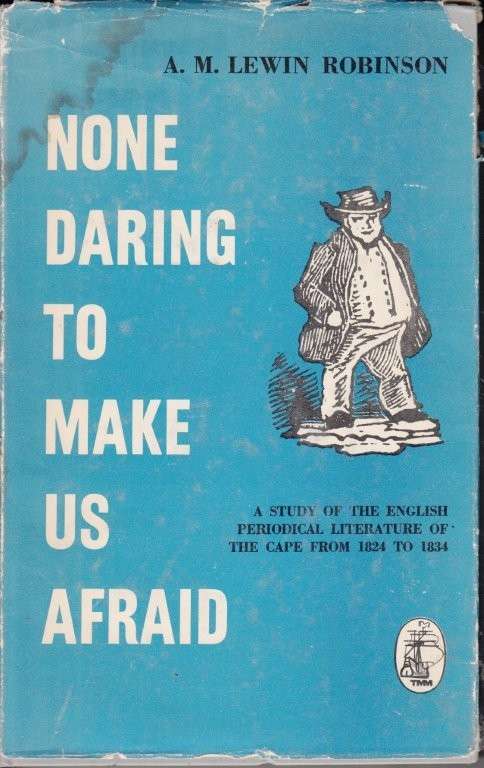 A. M. LEWIN ROBINSON
NONE
DARING
TO
MAKE
US
AFRAID
A STUDY OF THE ENGLISH
PERIODICAL LITERATURE OF
THE CAPE FROM 1824 TO 1834
TMM